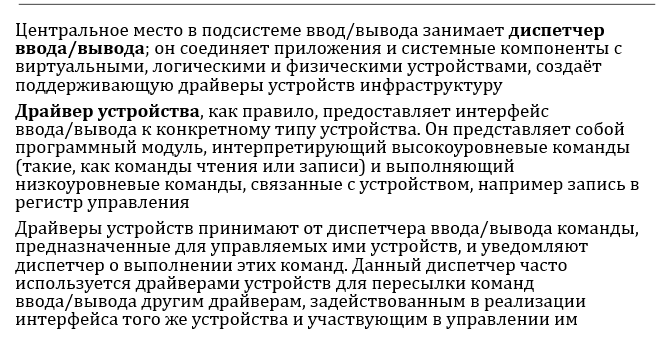 Центральное место в подсистеме ввод/вывода занимает диспетчер
ввода/вывода; он соединяет приложения и системные компоненты с
виртуальными, логическими и физическими устройствами, создаёт
поддерживающую драйверы устройств инфраструктуру
Драйвер устройства, как правило, предоставляет интерфейс
ввода/вывода к конкретному типу устройства. Он представляет собой
программный модуль, интерпретирующий высокоуровневые команды
(такие, как команды чтения или записи) и выполняющий
низкоуровневые команды, связанные с устройством, например запись в
регистр управления
Драйверы устройств принимают от диспетчера ввода/вывода команды,
предназначенные для управляемых ими устройств, и уведомляют
диспетчер о выполнении этих команд. Данный диспетчер часто
используется драйверами устройств для пересылки команд
ввода/вывода другим драйверам, задействованным в реализации
интерфейса того же устройства и участвующим в управлении им